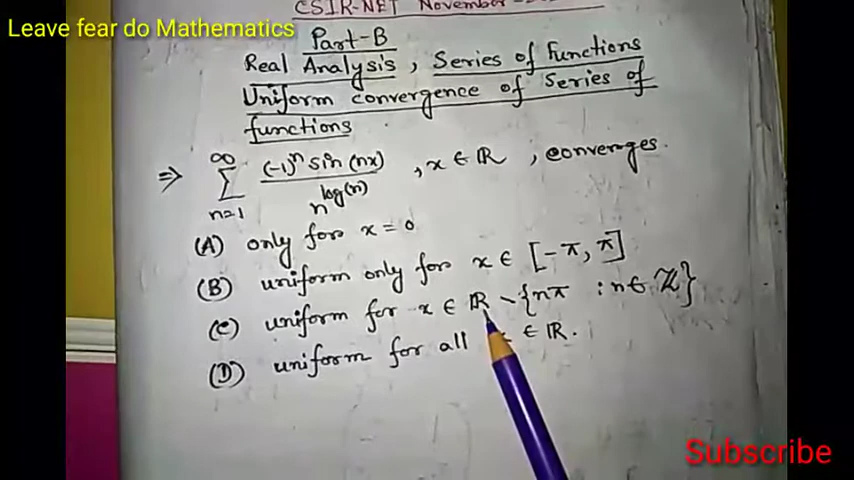 CSIR-NET November
Leave fear do Mathematics
Part-B
Real Analysis, Series of Functions
Uniform convergence of Series of
functions
⇒ ∞ Σ n=1 (-1)^n sin(nx) / n^log(n) , x ∈ ℝ , converges.
(A) only for x = 0
(B) uniform only for x ∈ [-π, π]
(C) uniform for x ∈ ℝ ~ {nπ : n ∈ ℤ}
(D) uniform for all ∈ ℝ.
Subscribe